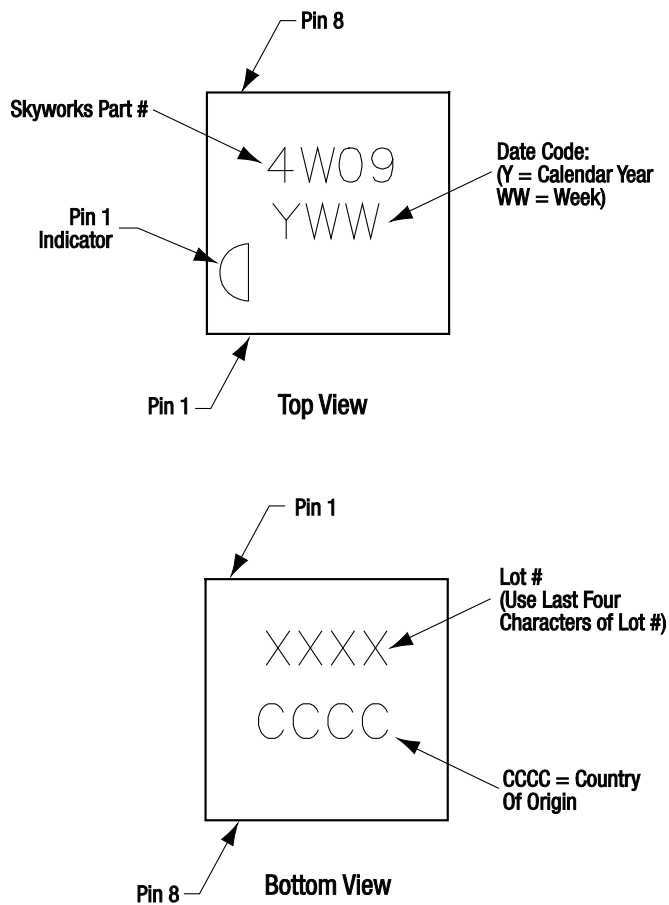 Pin 8
Skyworks Part #
4W09
Date Code:
(Y = Calendar Year
WW = Week)
YWW
Pin 1
Indicator
Pin 1
Top View
Pin 1
Lot #
(Use Last Four
Characters of Lot #)
XXXX
CCCC
CCCC = Country
Of Origin
Pin 8
Bottom View